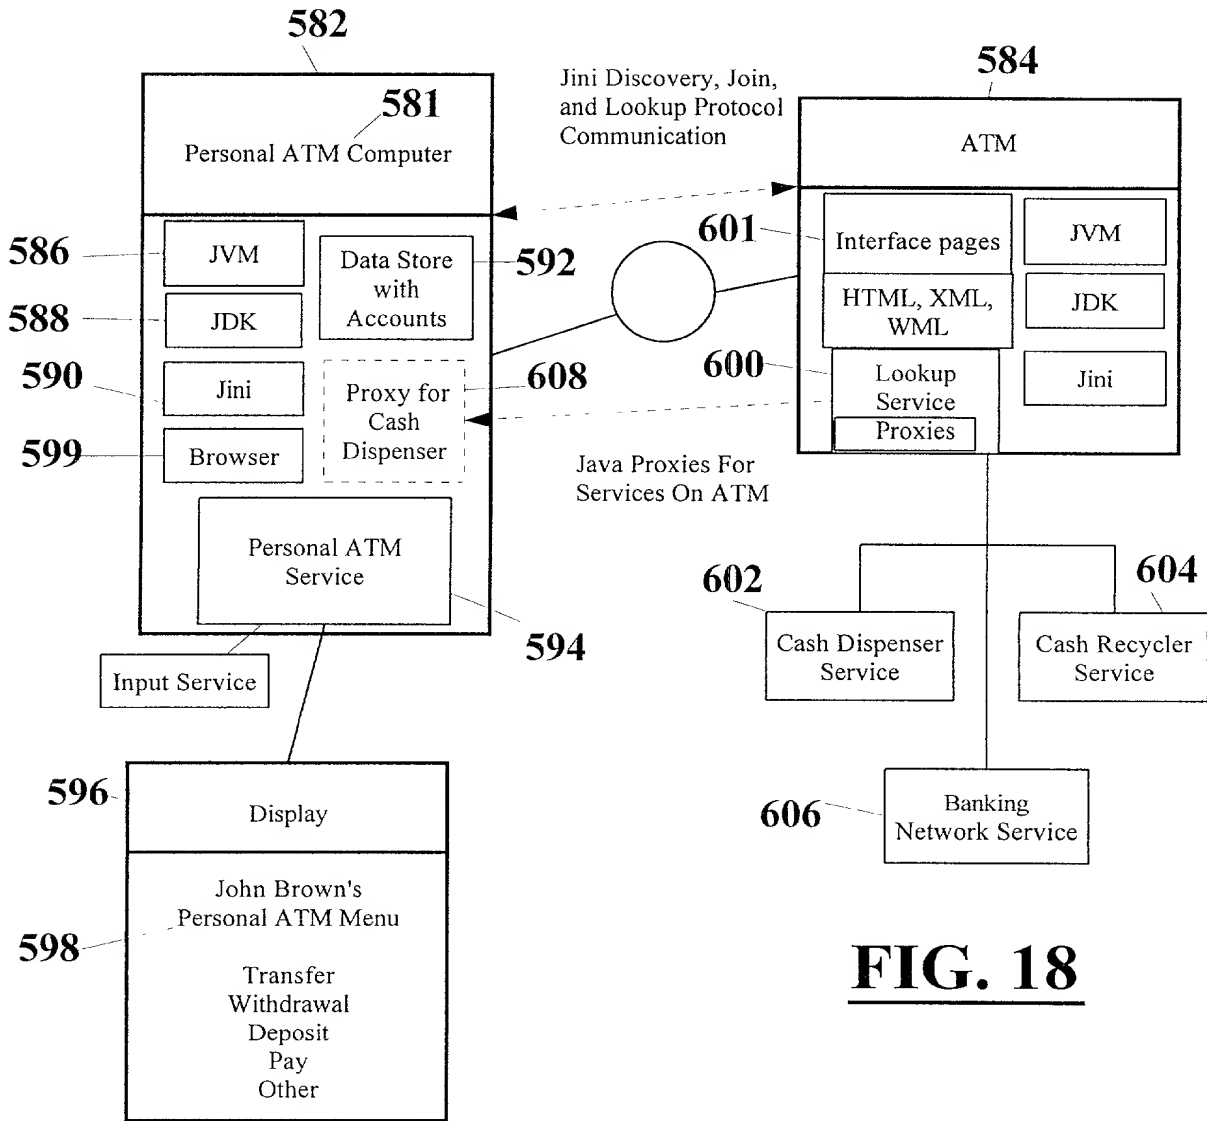 582
581
Personal ATM Computer
586
JVM
588
JDK
590
Jini
599
Browser
Data Store
with
Accounts
592
Proxy for
Cash
Dispenser
608
Personal ATM
Service
594
Input Service
Jini Discovery, Join,
and Lookup Protocol
Communication
Java Proxies For
Services On ATM
584
ATM
601
Interface pages
HTML, XML,
WML
600
Lookup
Service
Proxies
JVM
JDK
Jini
602
Cash Dispenser
Service
604
Cash Recycler
Service
606
Banking
Network Service
596
Display
598
John Brown's
Personal ATM Menu
Transfer
Withdrawal
Deposit
Pay
Other
FIG. 18